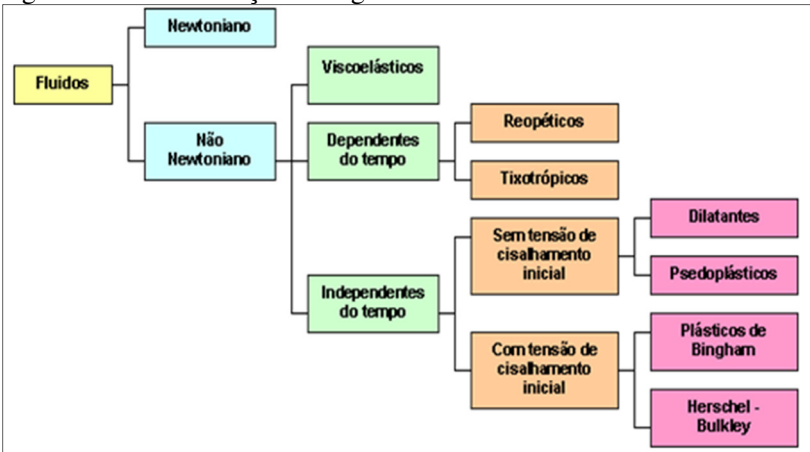 Newtoniano
Fluidos
Não
Newtoniano
Viscoelásticos
Dependentes
do tempo
Reopéticos
Tixotrópicos
Independentes
do tempo
Sem tensão de
cisalhamento
inicial
Dilatantes
Psedoplásticos
Com tensão de
cisalhamento
inicial
Plásticos de
Bingham
Herschel -
Bulkley